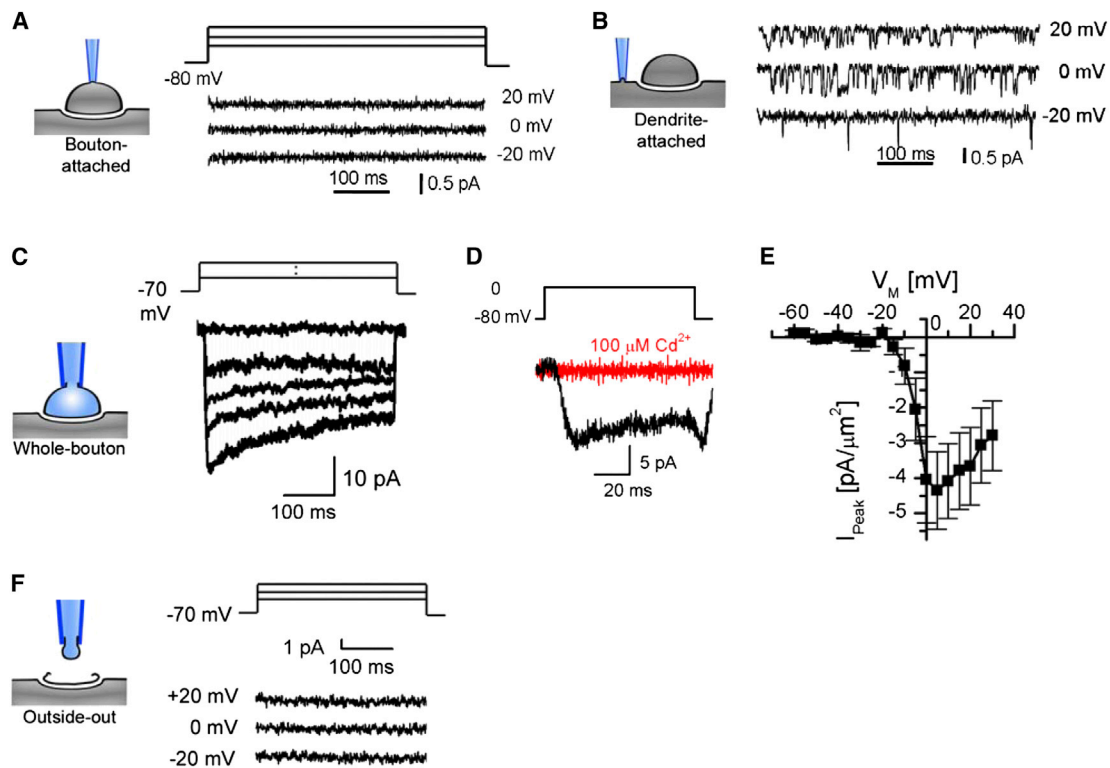 A
-80 mV
Bouton-
attached
20 mV
0 mV
-20 mV
100 ms
0.5 pA
B
Dendrite-
attached
20 mV
0 mV
-20 mV
100 ms
0.5 pA
C
-70
mV
Whole-bouton
10 pA
100 ms
D
0
-80 mV
100 μM Cd2+
5 pA
20 ms
E
VM [mV]
-60 -40 -20 0 20 40
-2
-3
-4
-5
IPeak [pA/μm2]
F
-70 mV
Outside-out
1 pA
100 ms
+20 mV
0 mV
-20 mV